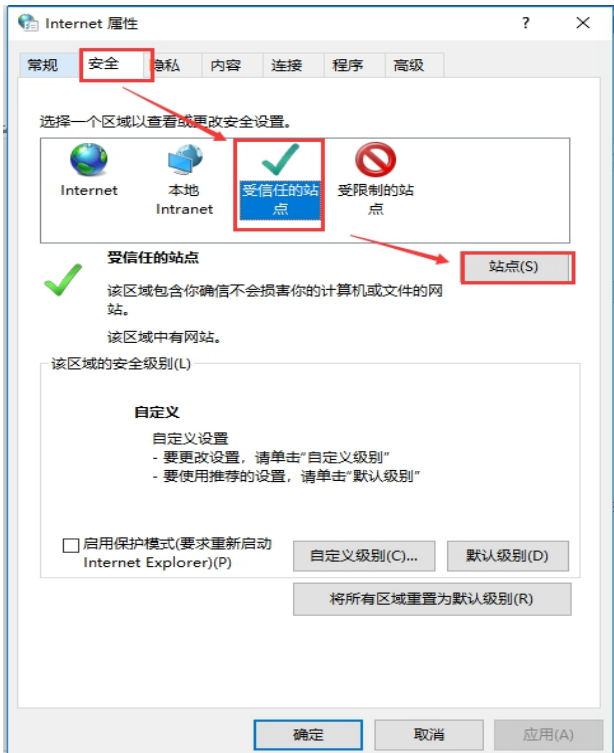 Internet 属性
?
常规 安全 隐私 内容 连接 程序 高级
选择一个区域以查看或更改安全设置。
Internet
本地
Intranet
受信任的站
点
受限制的站
点
受信任的站点
站点(S)
该区域包含你确信不会损害你的计算机或文件的网
站。
该区域中有网站。
该区域的安全级别(L)
自定义
自定义设置
- 要更改设置，请单击“自定义级别”
- 要使用推荐的设置，请单击“默认级别”
启用保护模式(要求重新启动
Internet Explorer)(P)
自定义级别(C)... 默认级别(D)
将所有区域重置为默认级别(R)
确定 取消 应用(A)